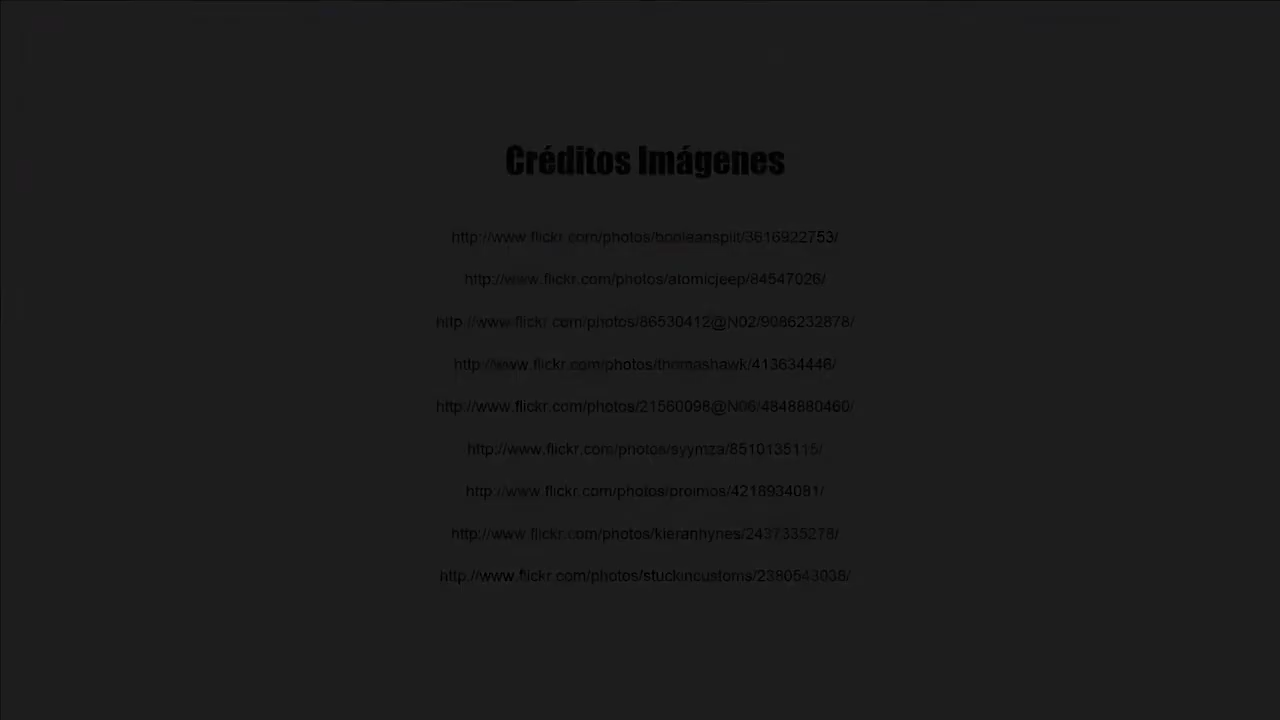 Créditos Imágenes
http://www.flickr.com/photos/booleansplit/3616922753/
http://www.flickr.com/photos/atomicjeep/84547026/
http://www.flickr.com/photos/86530412@N02/9086232878/
http://www.flickr.com/photos/thomashawk/413634446/
http://www.flickr.com/photos/21560098@N06/4848880460/
http://www.flickr.com/photos/syymza/8510135115/
http://www.flickr.com/photos/proimos/4218934081/
http://www.flickr.com/photos/kieranhynes/2437335278/
http://www.flickr.com/photos/stuckincustoms/2380543038/